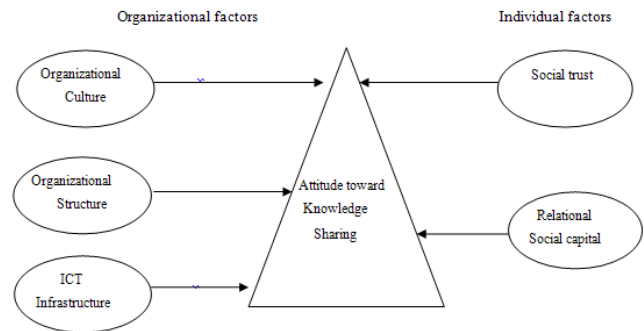 Organizational factors
Individual factors
Organizational
Culture
Social trust
Organizational
Structure
Attitude toward
Knowledge
Sharing
Relational
Social capital
ICT
Infrastructure